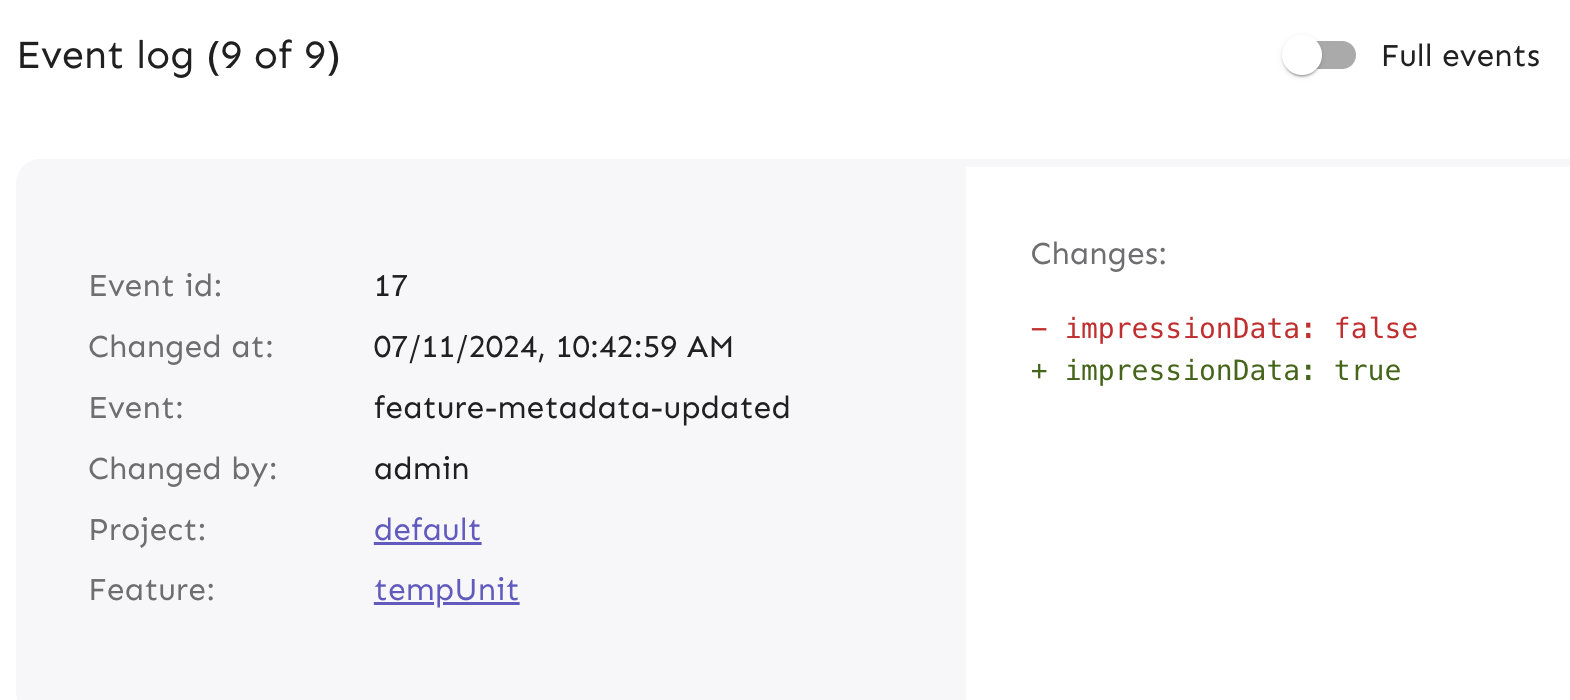 Event log (9 of 9)
Full events
Event id: 17
Changed at: 07/11/2024, 10:42:59 AM
Event: feature-metadata-updated
Changed by: admin
Project: default
Feature: tempUnit
Changes:
- impressionData: false
+ impressionData: true